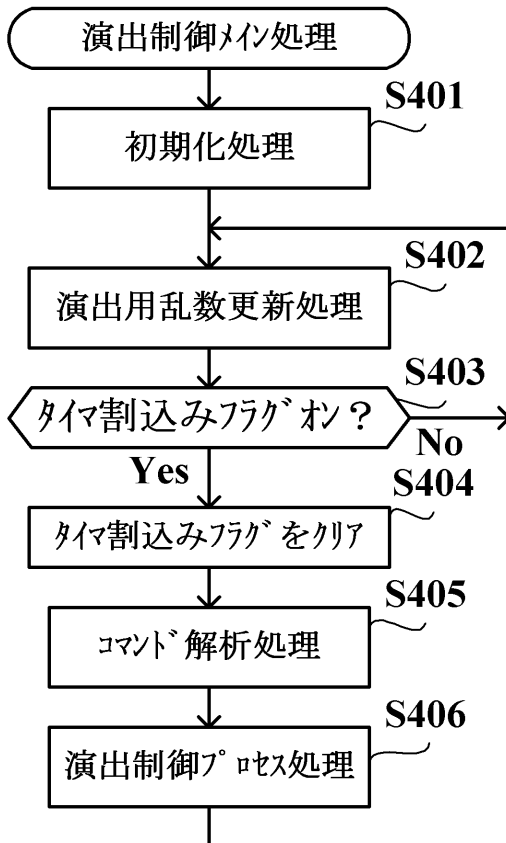 演出制御ﾒｲﾝ処理
S401
初期化処理
S402
演出用乱数更新処理
S403
ﾀｲﾏ割込みﾌﾗｸﾞｵﾝ？
No
Yes
S404
ﾀｲﾏ割込みﾌﾗｸﾞをｸﾘｱ
S405
ｺﾏﾝﾄﾞ解析処理
S406
演出制御ﾌﾟﾛｾｽ処理